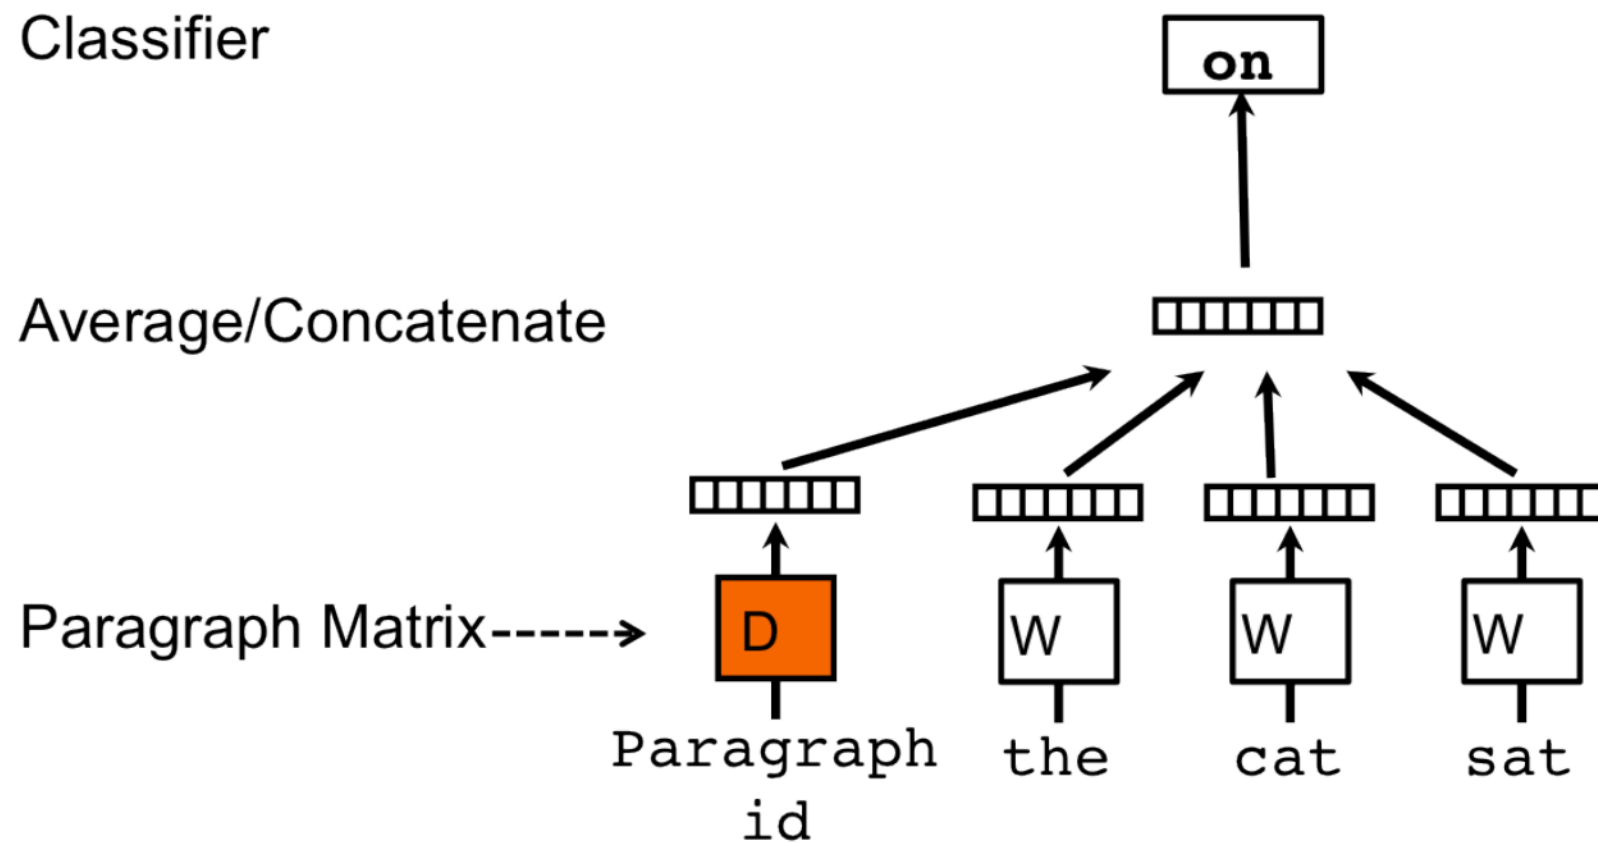 Classifier
on
Average/Concatenate
Paragraph Matrix
D
W
W
W
Paragraph
id
the
cat
sat